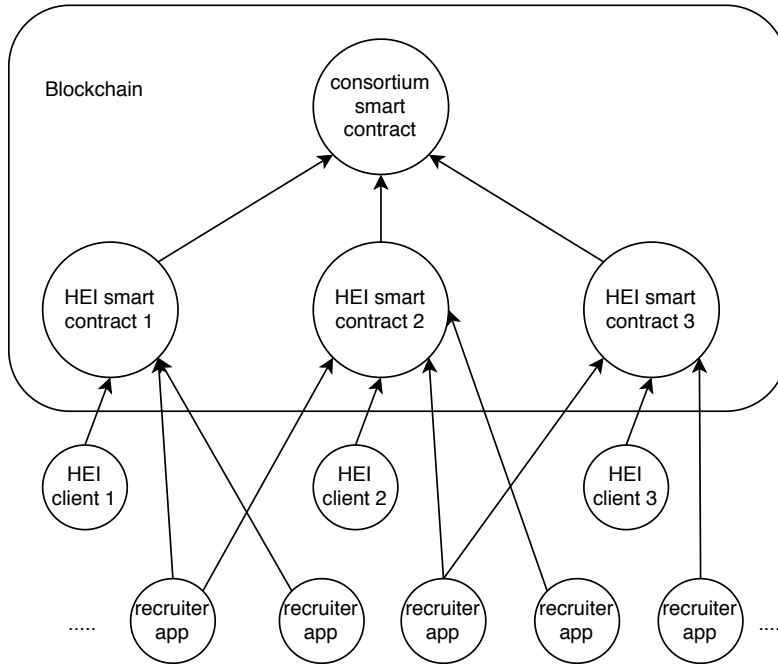 Blockchain
consortium
smart
contract
HEI smart
contract 1
HEI smart
contract 2
HEI smart
contract 3
HEI
client 1
HEI
client 2
HEI
client 3
.....
recruiter
app
recruiter
app
recruiter
app
recruiter
app
recruiter
app
....